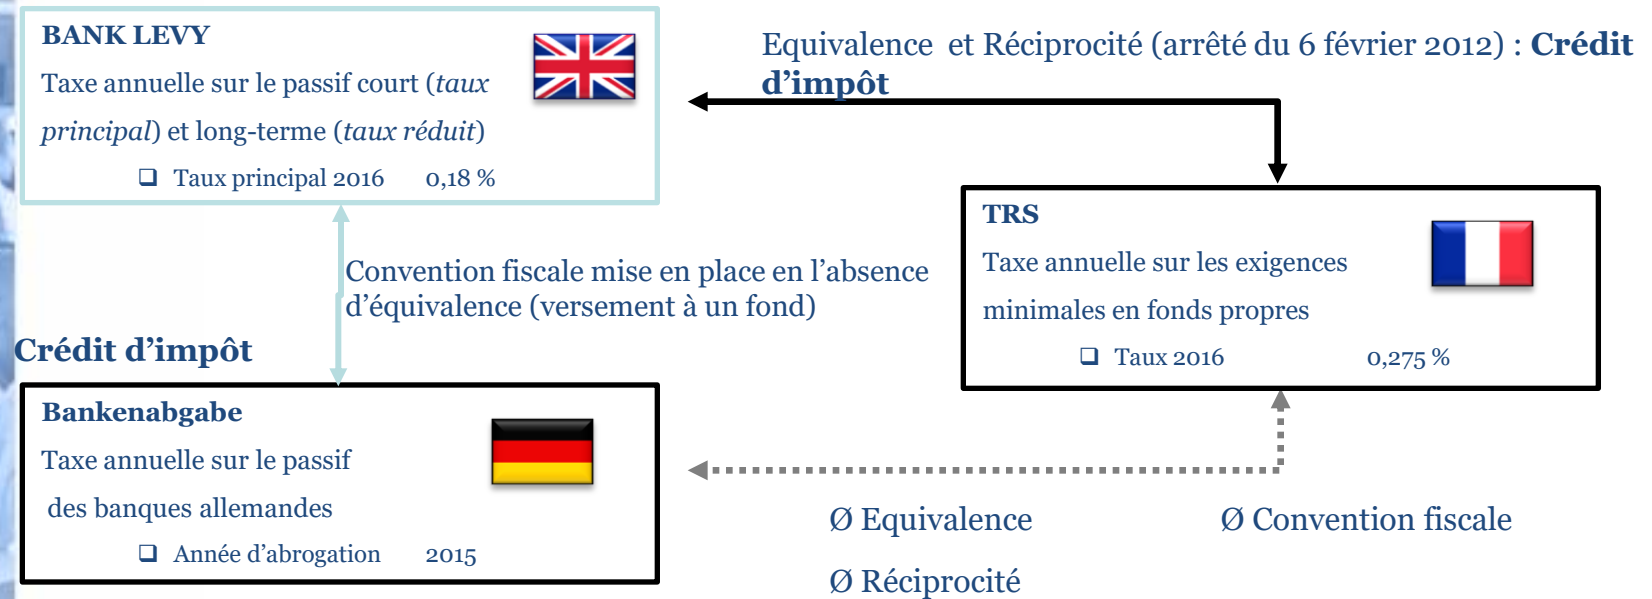 BANK LEVY
Taxe annuelle sur le passif court (taux
principal) et long-terme (taux réduit)
❑ Taux principal 2016 0,18 %
Equivalence et Réciprocité (arrêté du 6 février 2012) : Crédit
d’impôt
TRS
Taxe annuelle sur les exigences
minimales en fonds propres
❑ Taux 2016 0,275 %
Convention fiscale mise en place en l’absence
d’équivalence (versement à un fond)
Crédit d’impôt
Bankenabgabe
Taxe annuelle sur le passif
des banques allemandes
❑ Année d’abrogation 2015
Ø Equivalence
Ø Convention fiscale
Ø Réciprocité